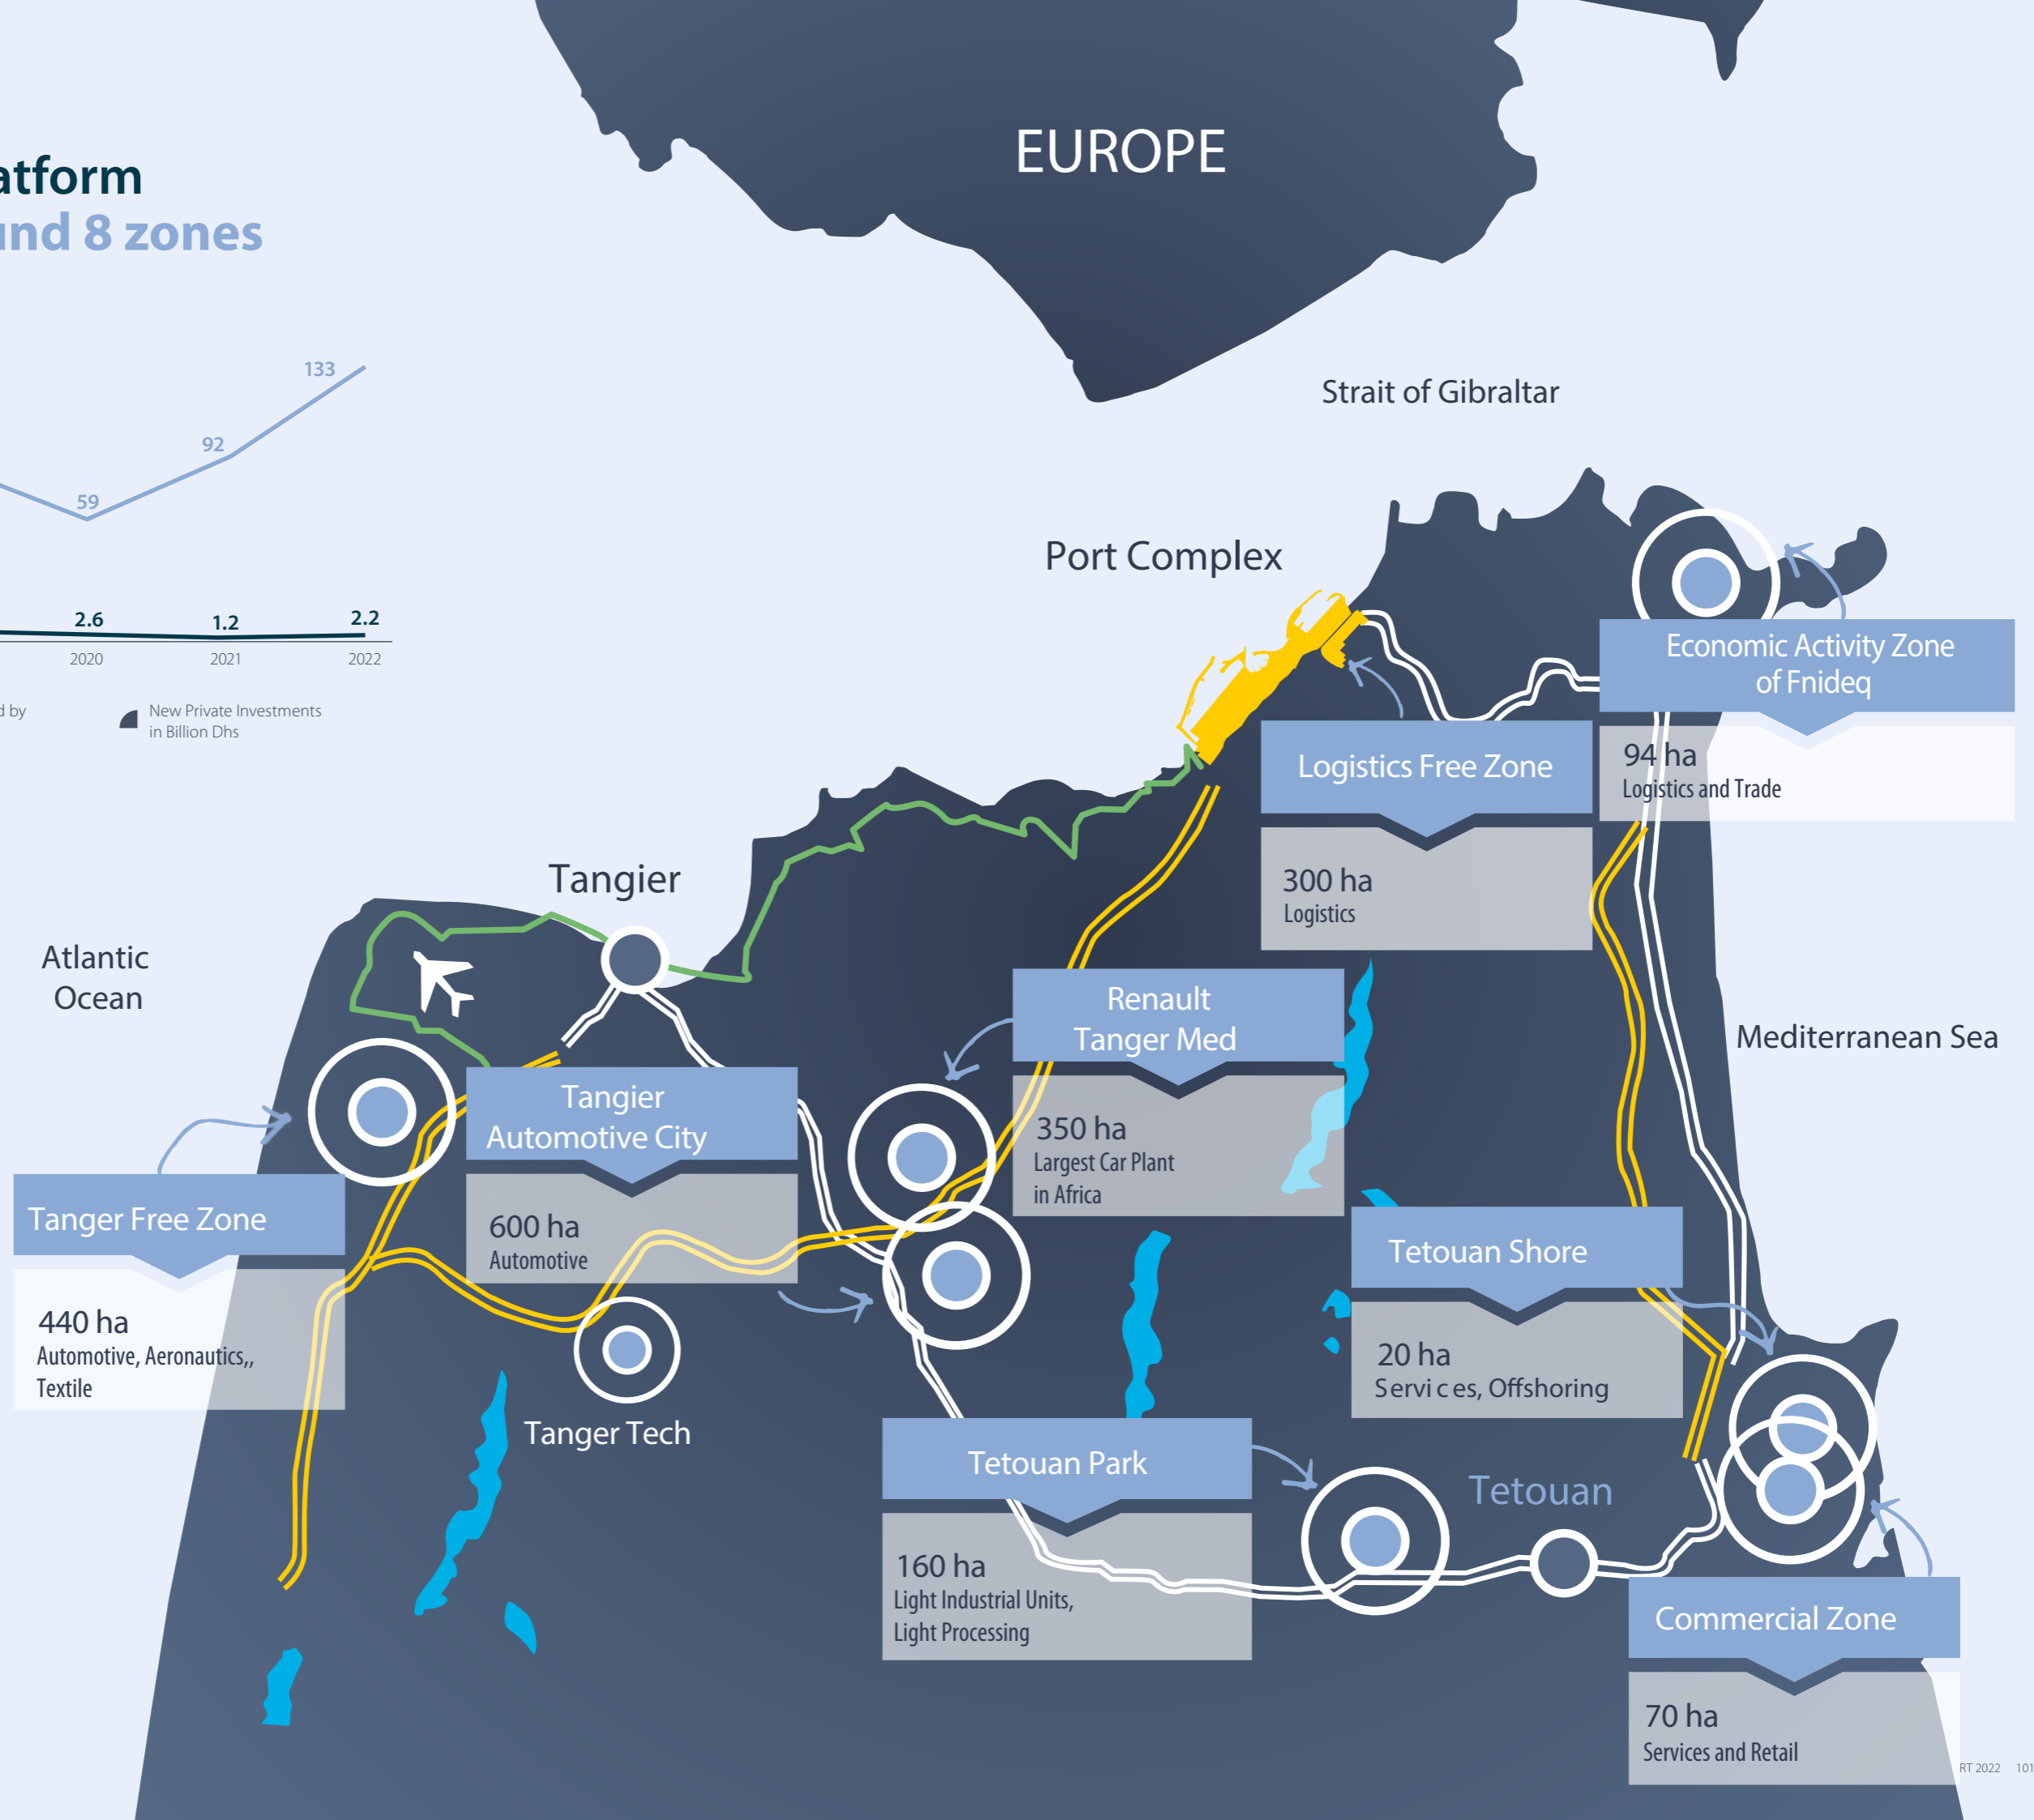 EUROPE
atform
und 8 zones
133
92
59
2.6
1.2
2.2
2020
2021
2022
d by
New Private Investments
in Billion Dhs
Strait of Gibraltar
Port Complex
Economic Activity Zone
of Fnideq
94 ha
Logistics and Trade
Logistics Free Zone
300 ha
Logistics
Tangier
Atlantic
Ocean
Renault
Tanger Med
350 ha
Largest Car Plant
in Africa
Mediterranean Sea
Tangier
Automotive City
600 ha
Automotive
Tanger Free Zone
440 ha
Automotive, Aeronautics,,
Textile
Tetouan Shore
20 ha
Services, Offshoring
Tanger Tech
Tetouan Park
160 ha
Light Industrial Units,
Light Processing
Tetouan
Commercial Zone
70 ha
Services and Retail
RT 2022 101